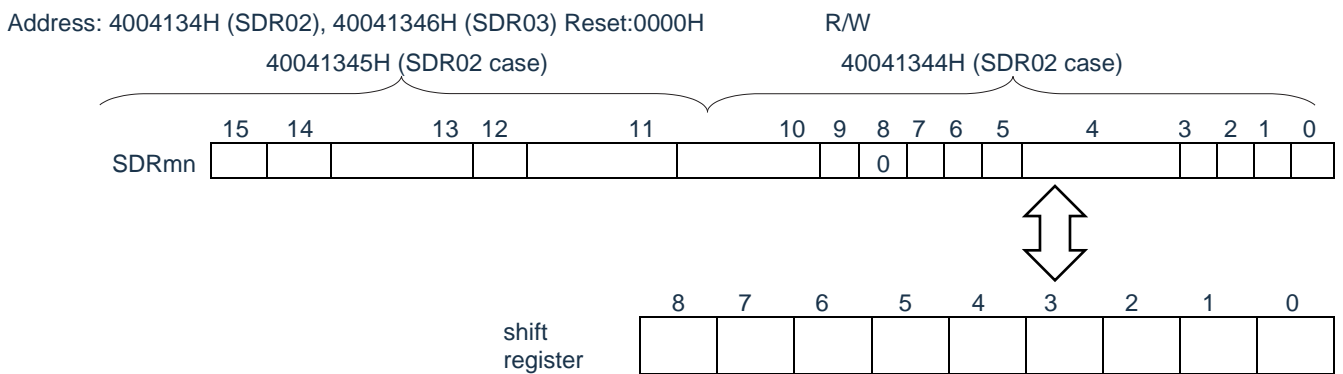 Address: 4004134H (SDR02), 40041346H (SDR03) Reset:0000H R/W
40041345H (SDR02 case) 40041344H (SDR02 case)
15 14 13 12 11 10 9 8 7 6 5 4 3 2 1 0
SDRmn 0
8 7 6 5 4 3 2 1 0
shift
register